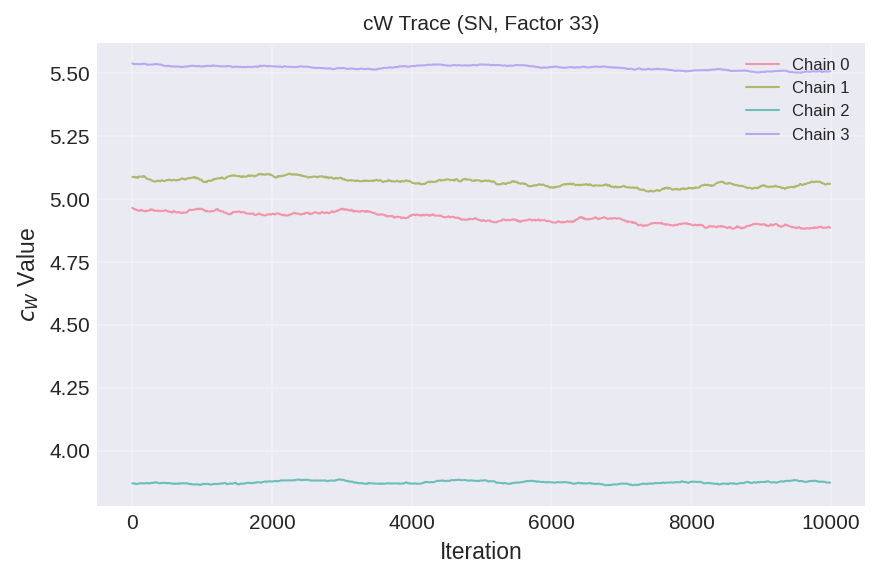 cW Trace (SN, Factor 33)
5.50
5.25
5.00
4.75
4.50
4.25
4.00
cW Value
Chain 0
Chain 1
Chain 2
Chain 3
0 2000 4000 6000 8000 10000
Iteration